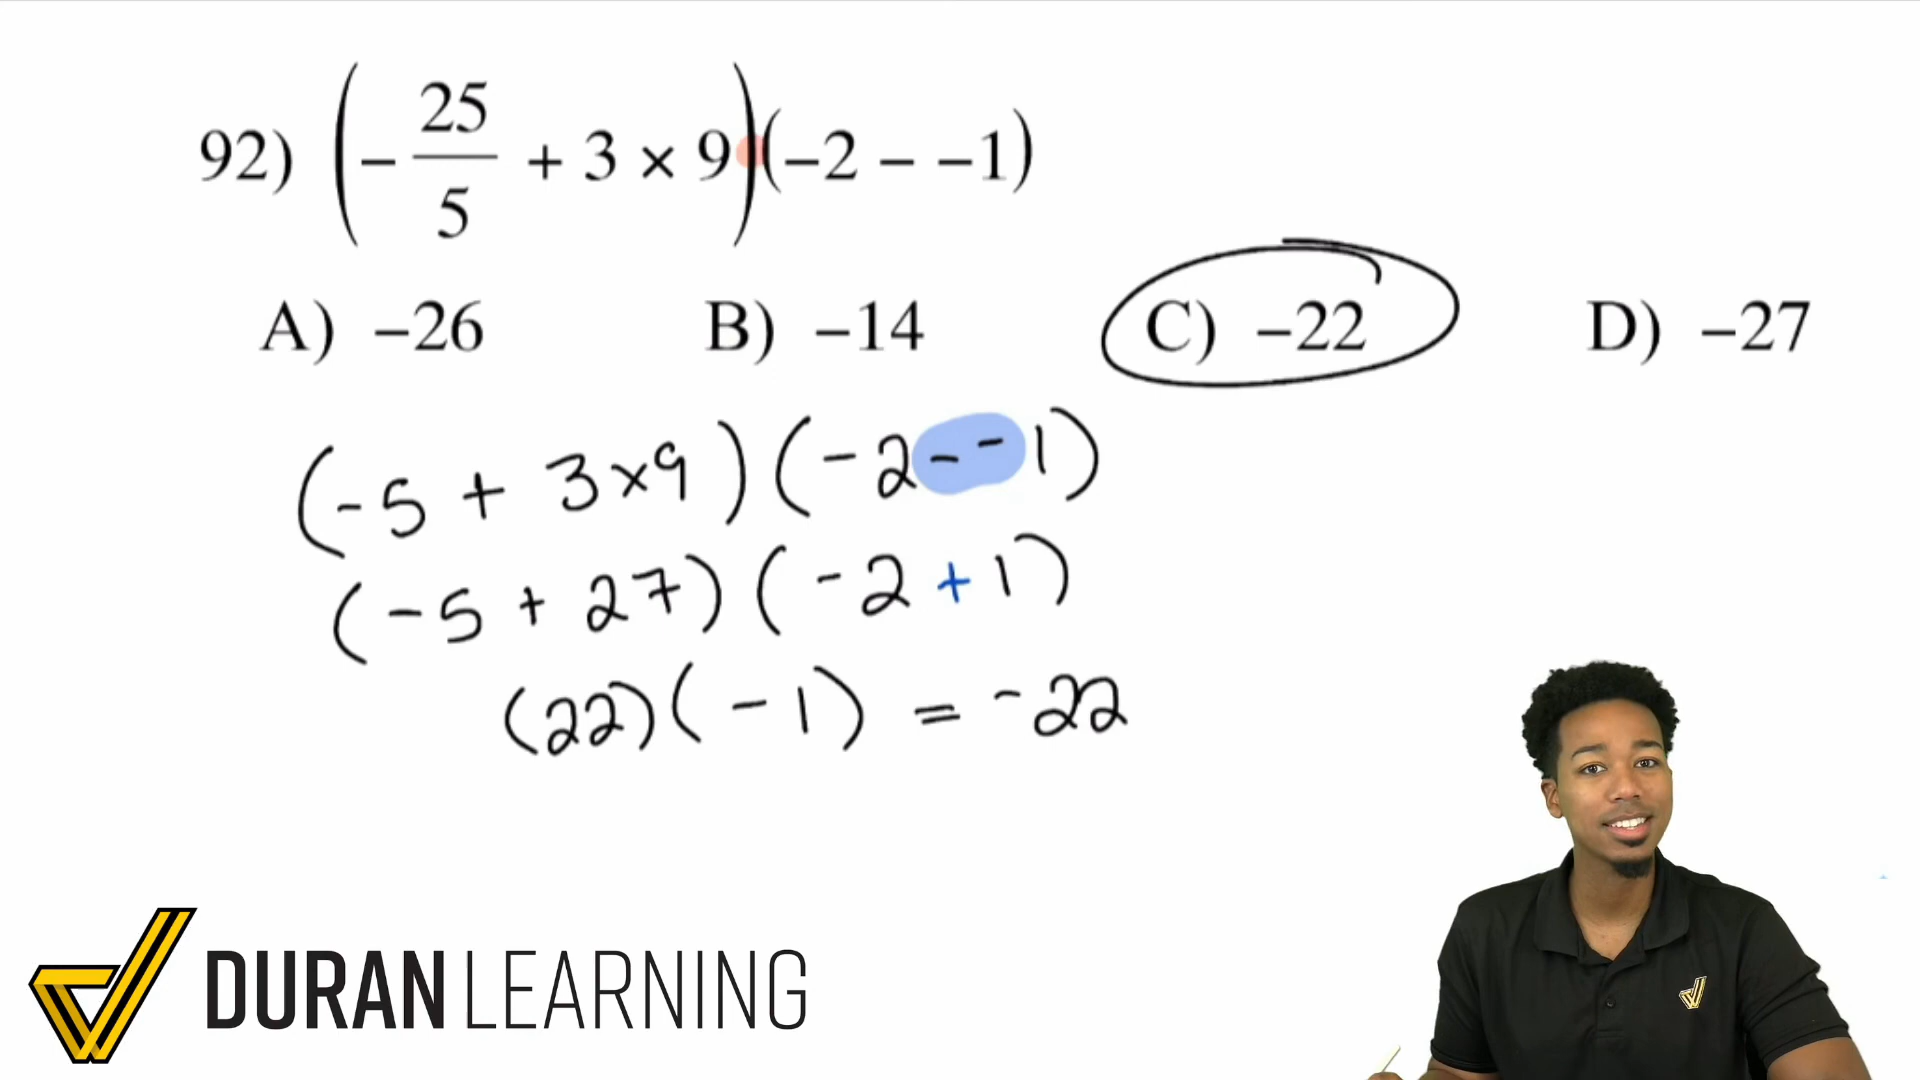 92) (−25/5 + 3 × 9)(−2 − −1)
A) −26 B) −14 C) −22 D) −27
(-5 + 3×9)(-2 - -1)
(-5 + 27)(-2 + 1)
(22)(-1) = -22
DURAN LEARNING